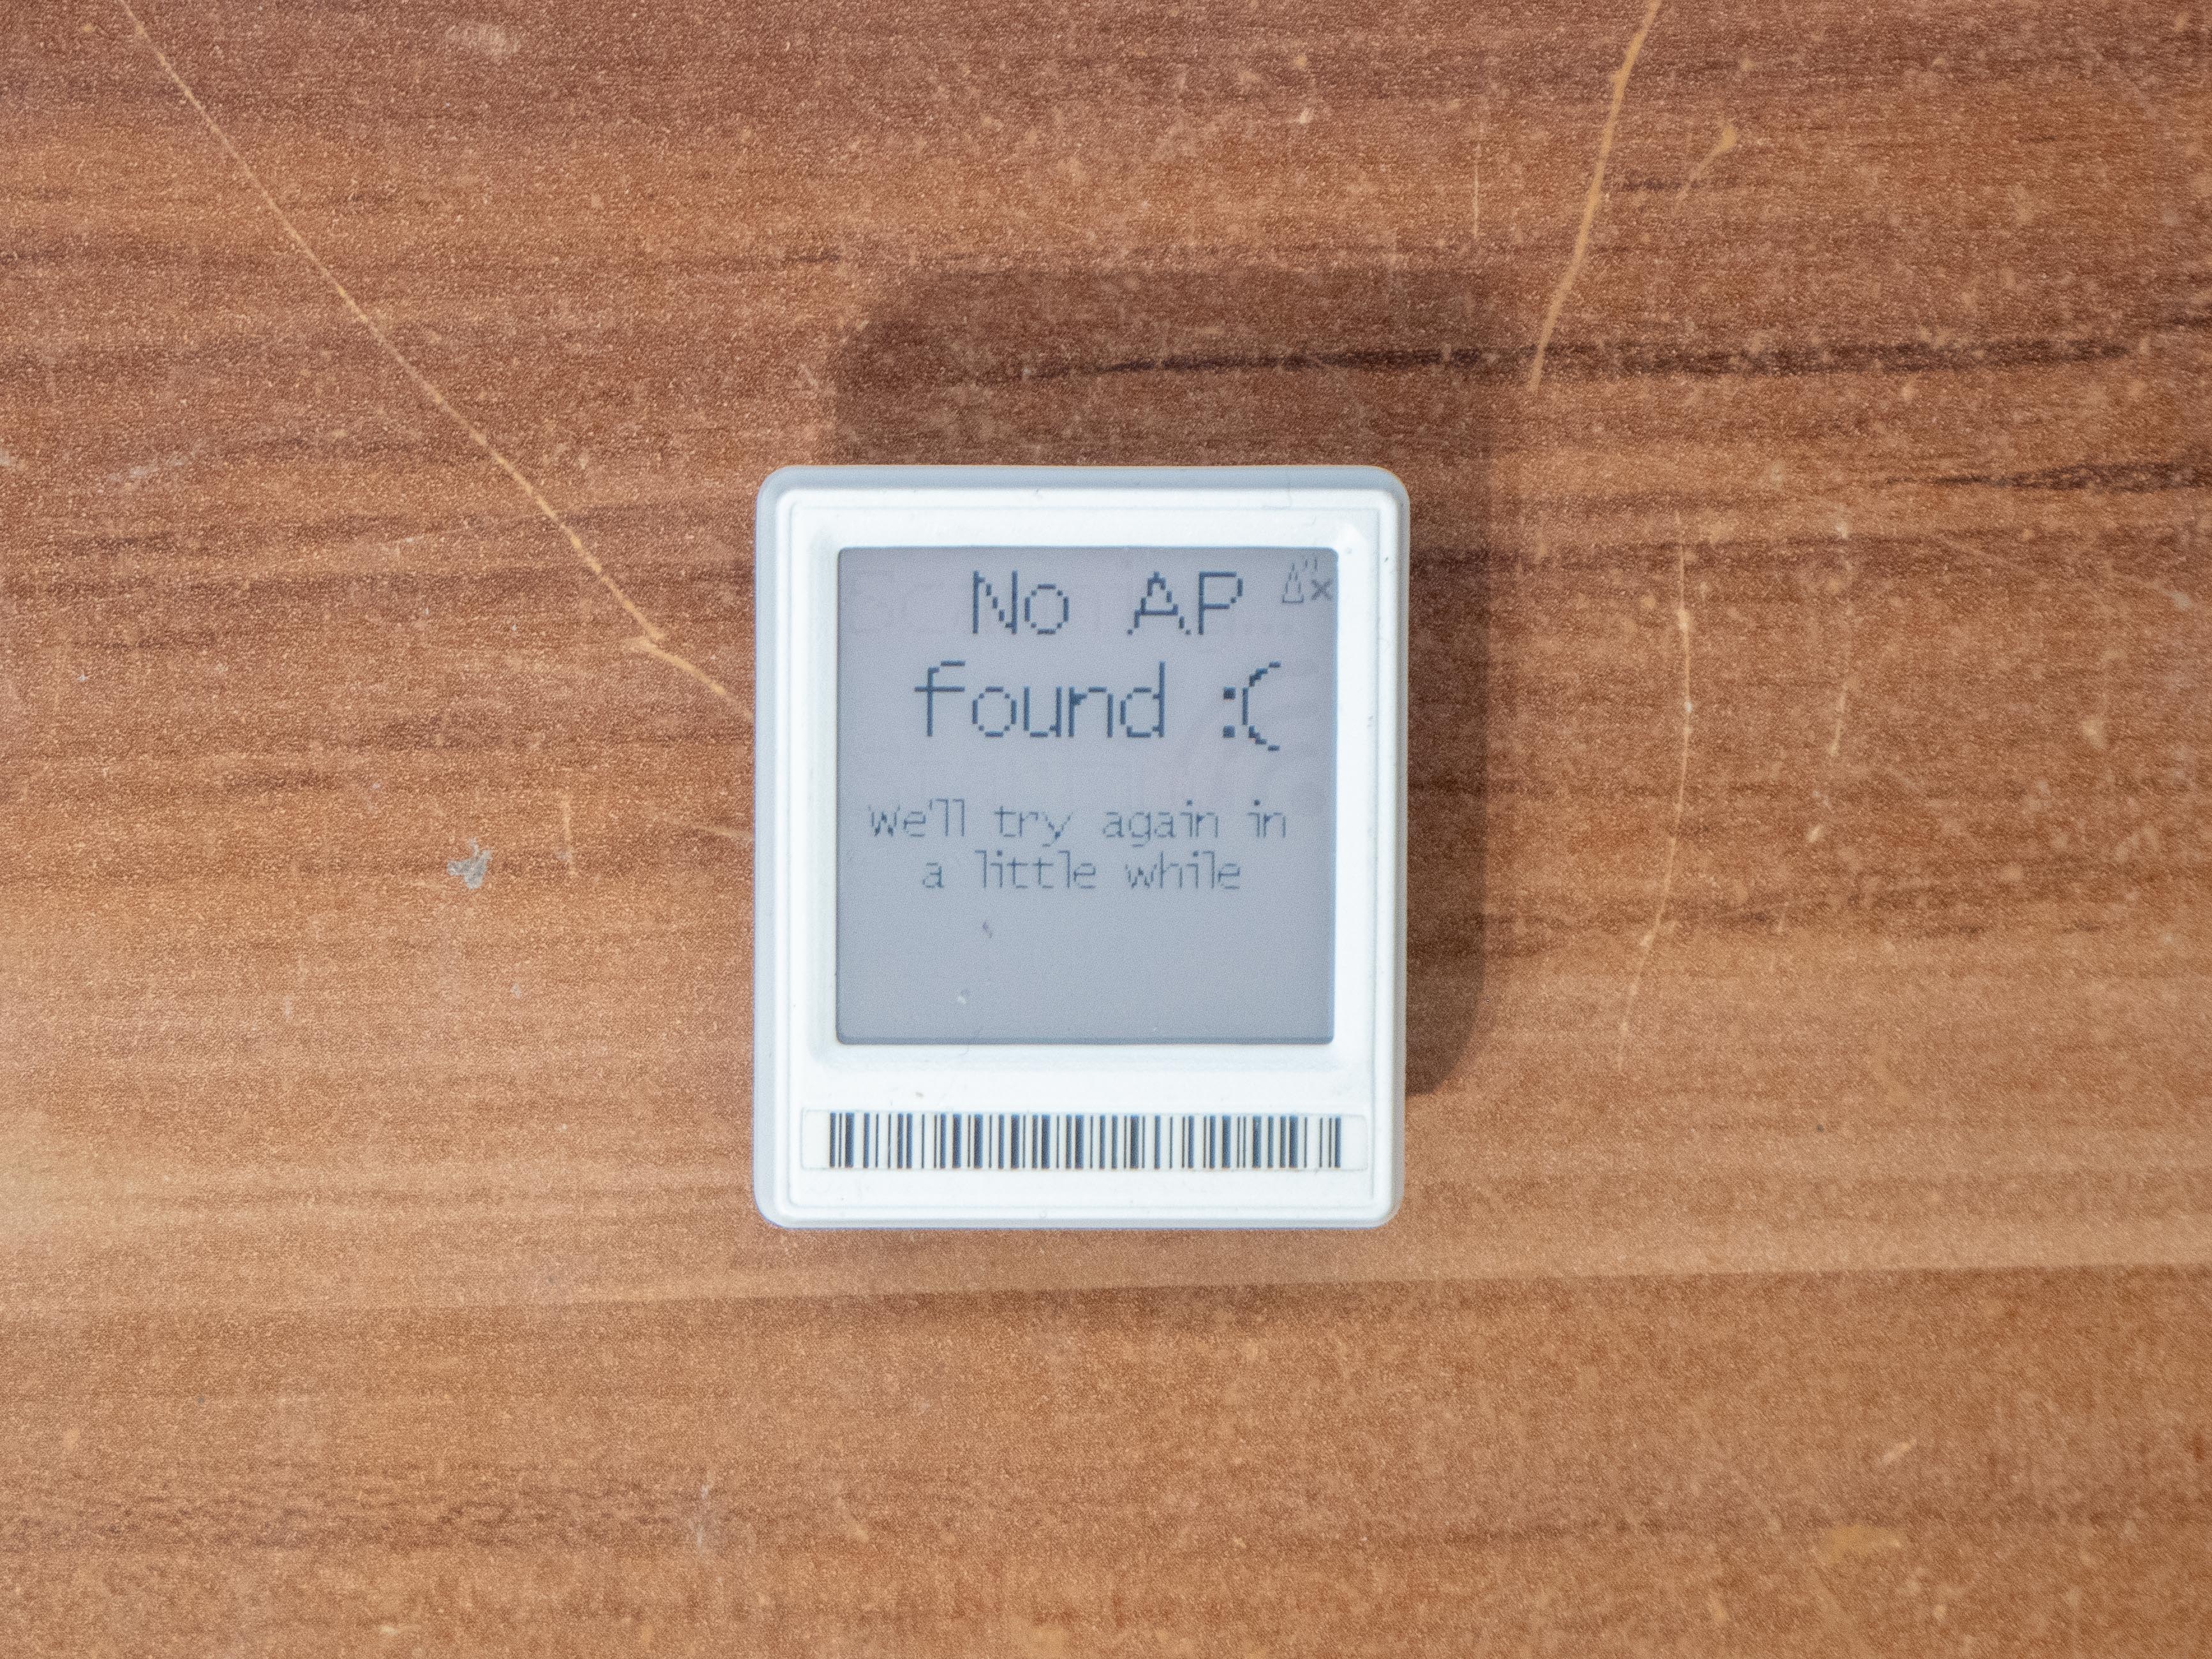 No AP
found :(
We'll try again in
a little while